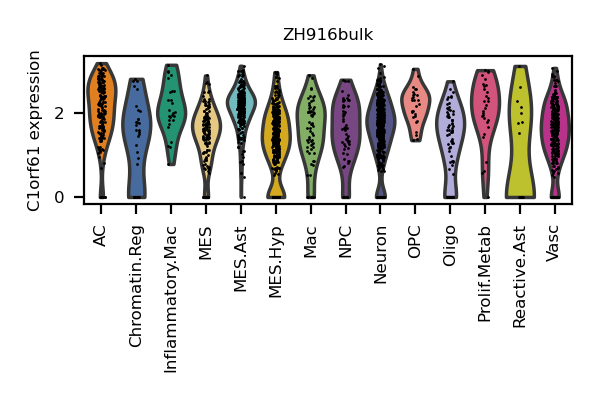 ZH916bulk
C1orf61 expression
2
0
AC
Chromatin.Reg
Inflammatory.Mac
MES
MES.Ast
MES.Hyp
Mac
NPC
Neuron
OPC
Oligo
Prolif.Metab
Reactive.Ast
Vasc